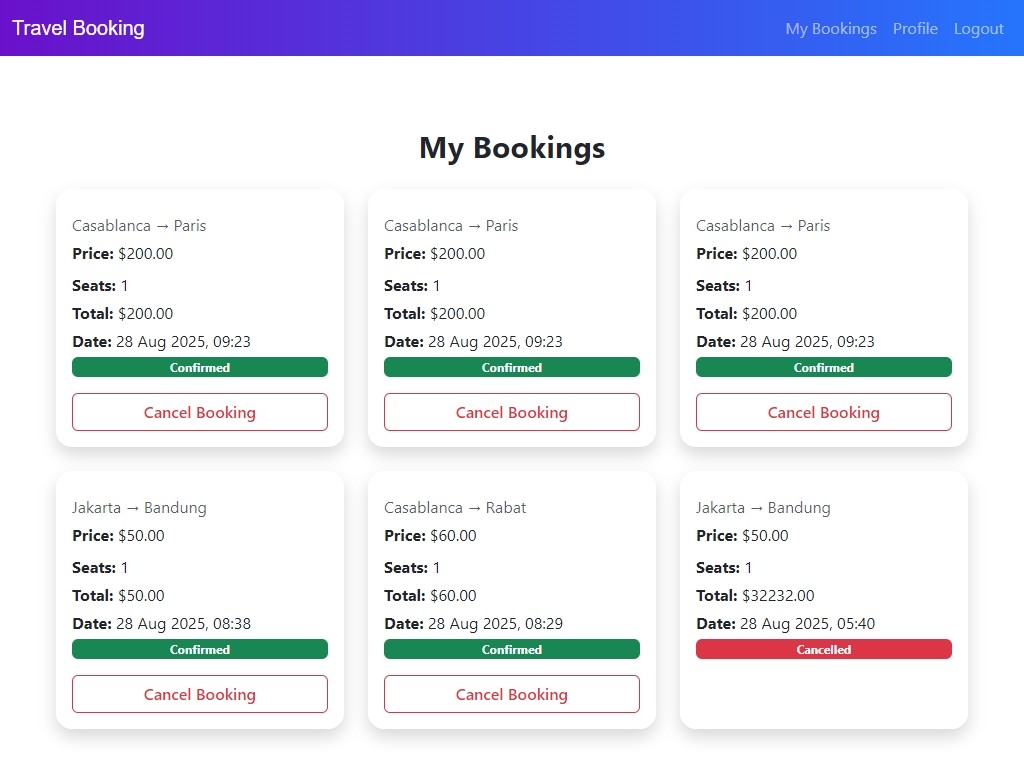 Travel Booking
My Bookings Profile Logout
My Bookings
Casablanca → Paris
Price: $200.00
Seats: 1
Total: $200.00
Date: 28 Aug 2025, 09:23
Confirmed
Cancel Booking
Casablanca → Paris
Price: $200.00
Seats: 1
Total: $200.00
Date: 28 Aug 2025, 09:23
Confirmed
Cancel Booking
Casablanca → Paris
Price: $200.00
Seats: 1
Total: $200.00
Date: 28 Aug 2025, 09:23
Confirmed
Cancel Booking
Jakarta → Bandung
Price: $50.00
Seats: 1
Total: $50.00
Date: 28 Aug 2025, 08:38
Confirmed
Cancel Booking
Casablanca → Rabat
Price: $60.00
Seats: 1
Total: $60.00
Date: 28 Aug 2025, 08:29
Confirmed
Cancel Booking
Jakarta → Bandung
Price: $50.00
Seats: 1
Total: $32232.00
Date: 28 Aug 2025, 05:40
Cancelled